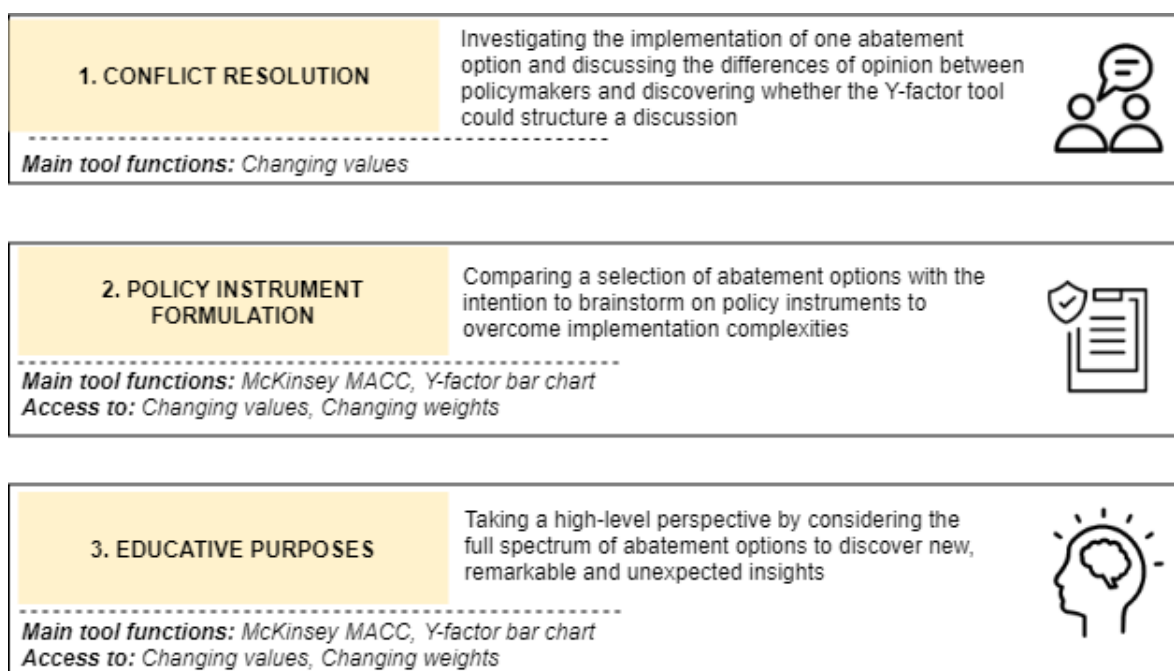 1. CONFLICT RESOLUTION
Investigating the implementation of one abatement
option and discussing the differences of opinion between
policymakers and discovering whether the Y-factor tool
could structure a discussion
Main tool functions: Changing values
2. POLICY INSTRUMENT
FORMULATION
Comparing a selection of abatement options with the
intention to brainstorm on policy instruments to
overcome implementation complexities
Main tool functions: McKinsey MACC, Y-factor bar chart
Access to: Changing values, Changing weights
3. EDUCATIVE PURPOSES
Taking a high-level perspective by considering the
full spectrum of abatement options to discover new,
remarkable and unexpected insights
Main tool functions: McKinsey MACC, Y-factor bar chart
Access to: Changing values, Changing weights